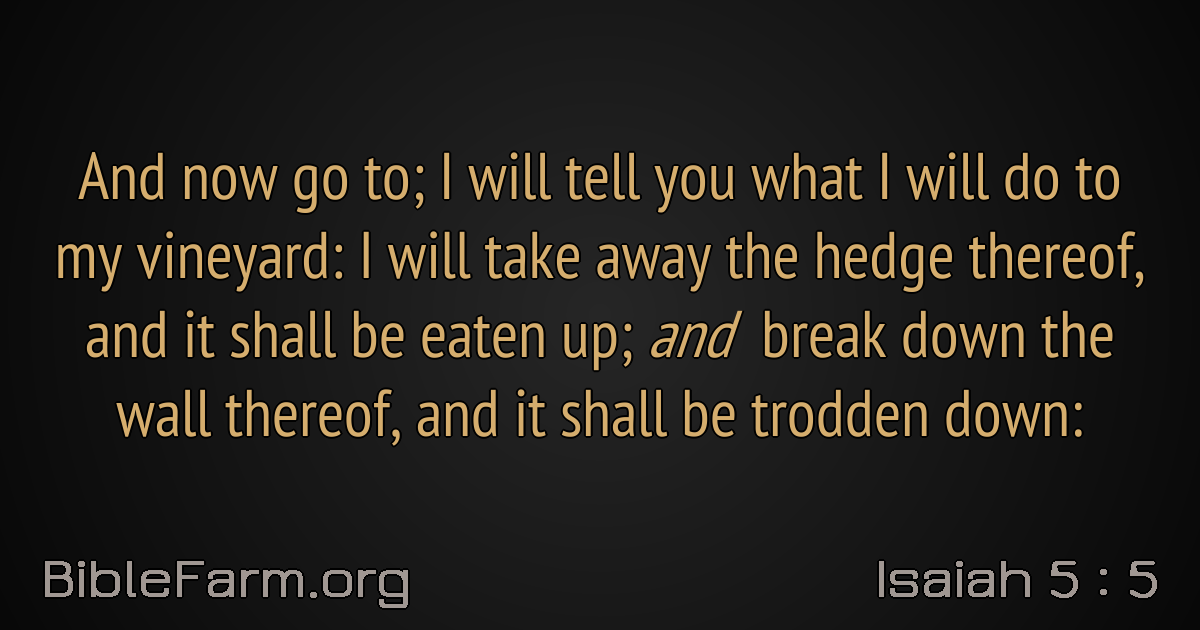 And now go to; I will tell you what I will do to
my vineyard: I will take away the hedge thereof,
and it shall be eaten up; and break down the
wall thereof, and it shall be trodden down:
BibleFarm.org
Isaiah 5 : 5